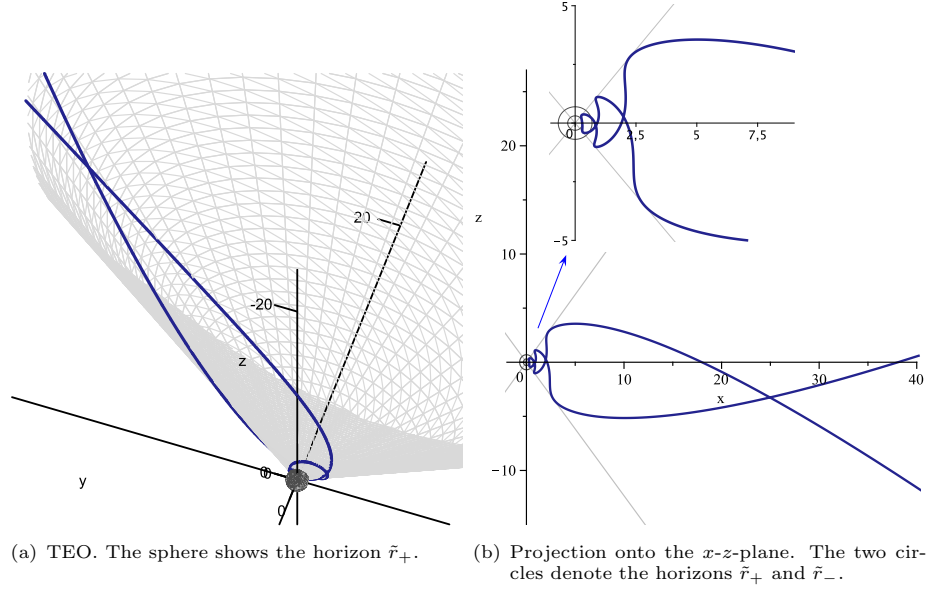 20
-20
z
0
0
y
0
5
0
2,5
5
7,5
-5
20
z
10
0
10
20
30
40
x
−10
(a) TEO. The sphere shows the horizon r̃₊.
(b) Projection onto the x-z-plane. The two cir-
cles denote the horizons r̃₊ and r̃₋.